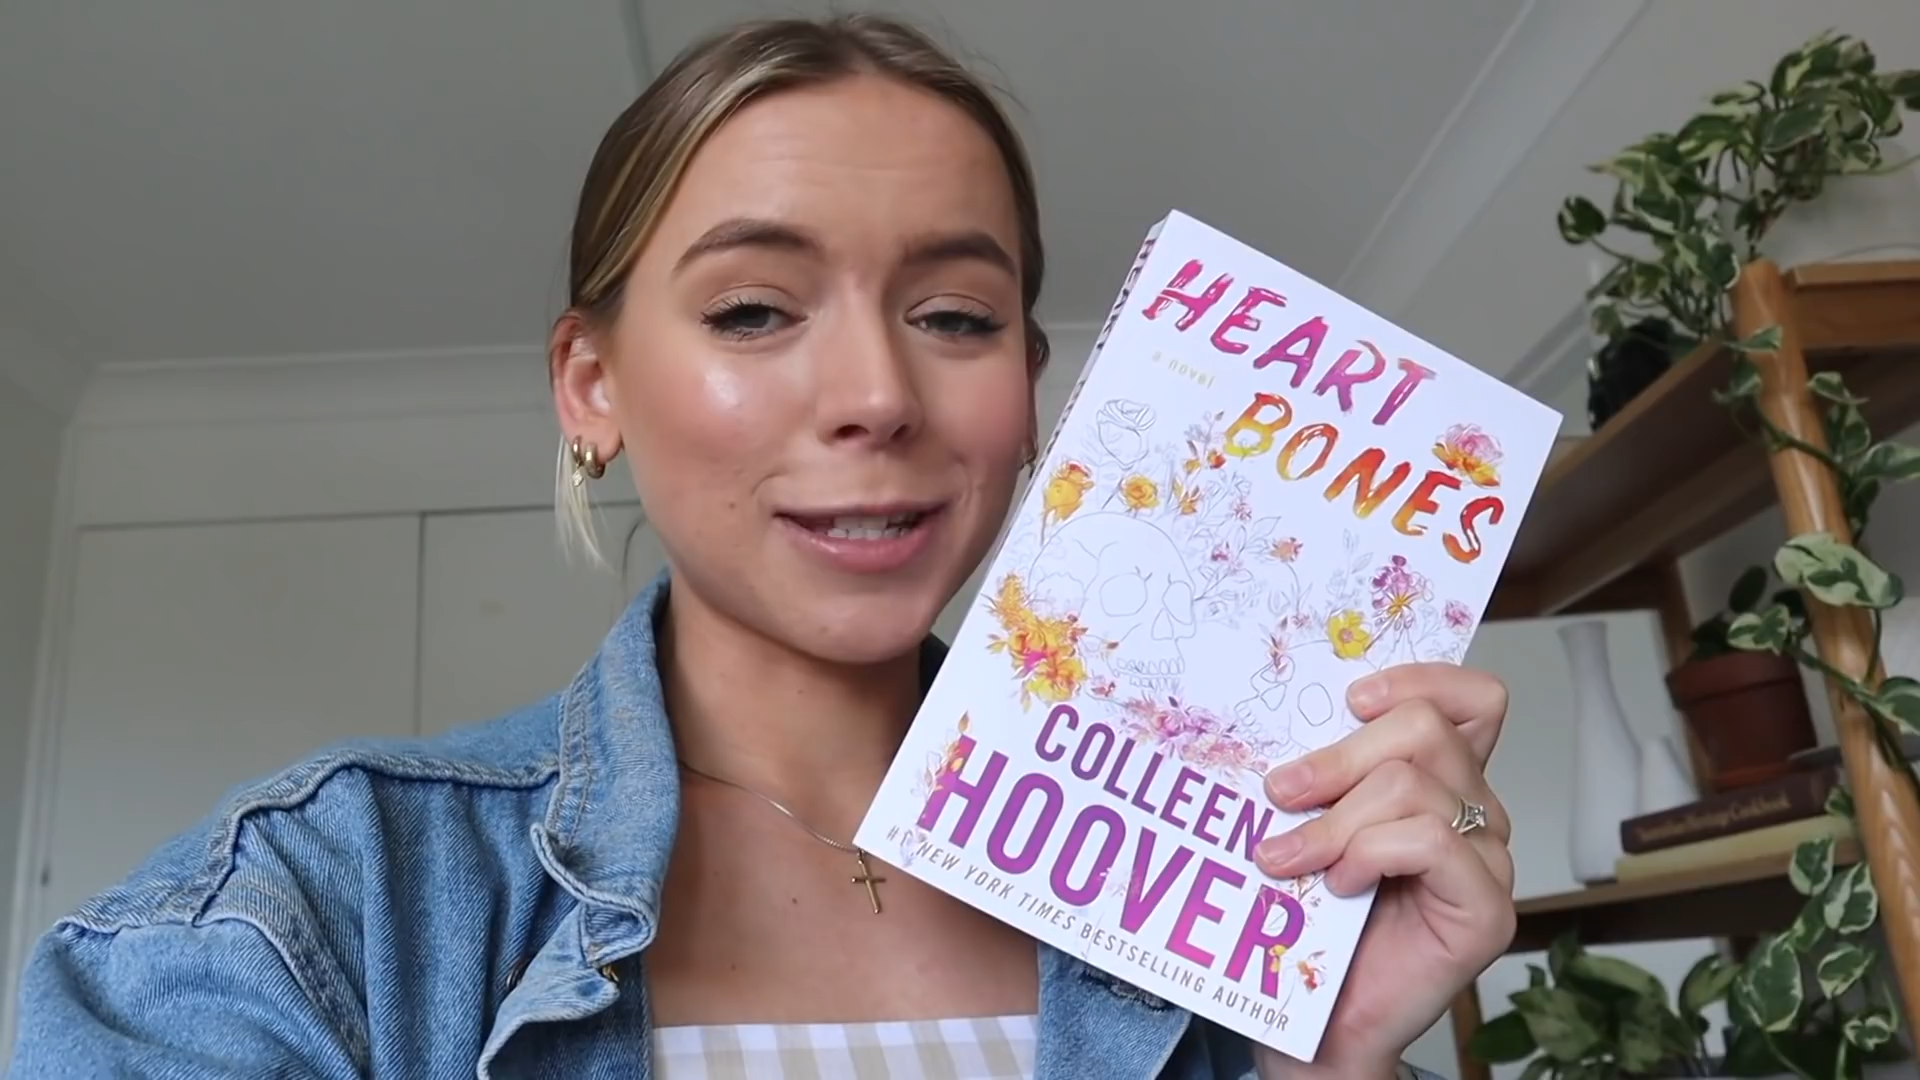 HEART
a novel
BONES
COLLEEN
HOOVER
#1 NEW YORK TIMES BESTSELLING AUTHOR